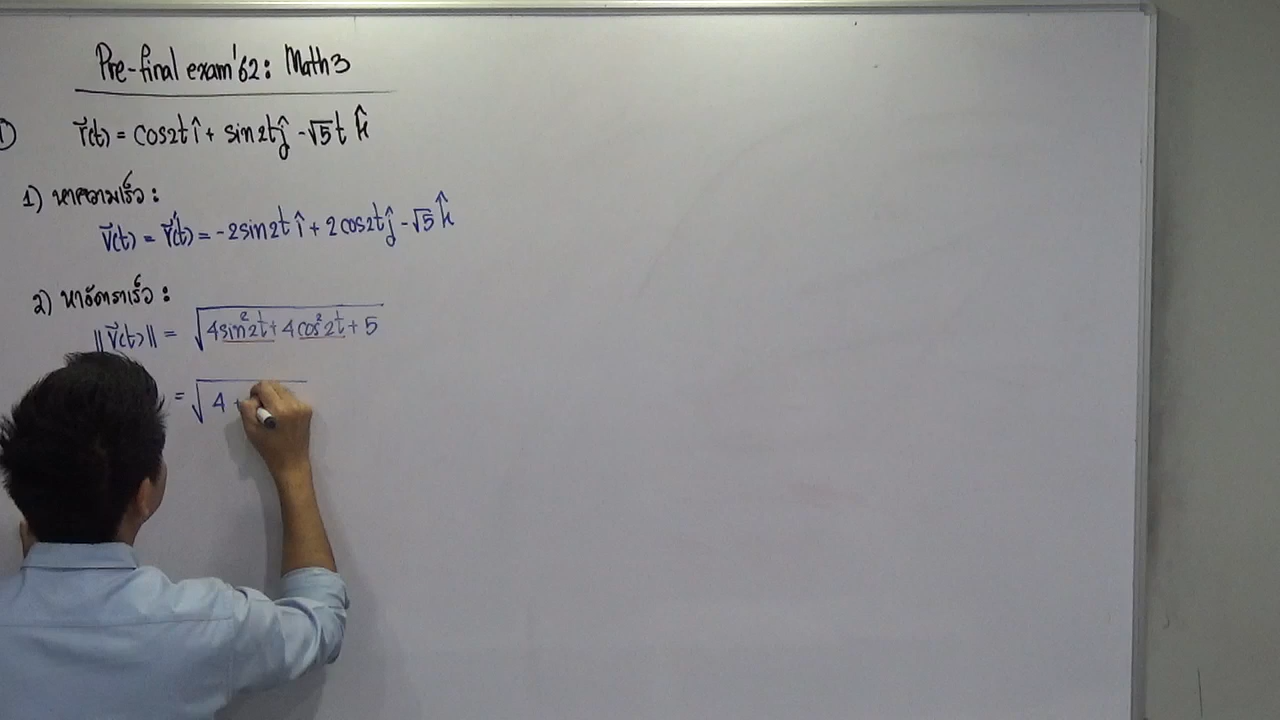 Pre-final exam'62: Math3
1) r⃗(t) = cos2t î + sin2t ĵ - √5 t k̂
1) หาความเร็ว :
v⃗(t) = r⃗'(t) = -2sin2t î + 2cos2t ĵ - √5 k̂
2) หาอัตราเร็ว :
||v⃗(t)|| = √(4sin²2t + 4cos²2t + 5)
= √4 +